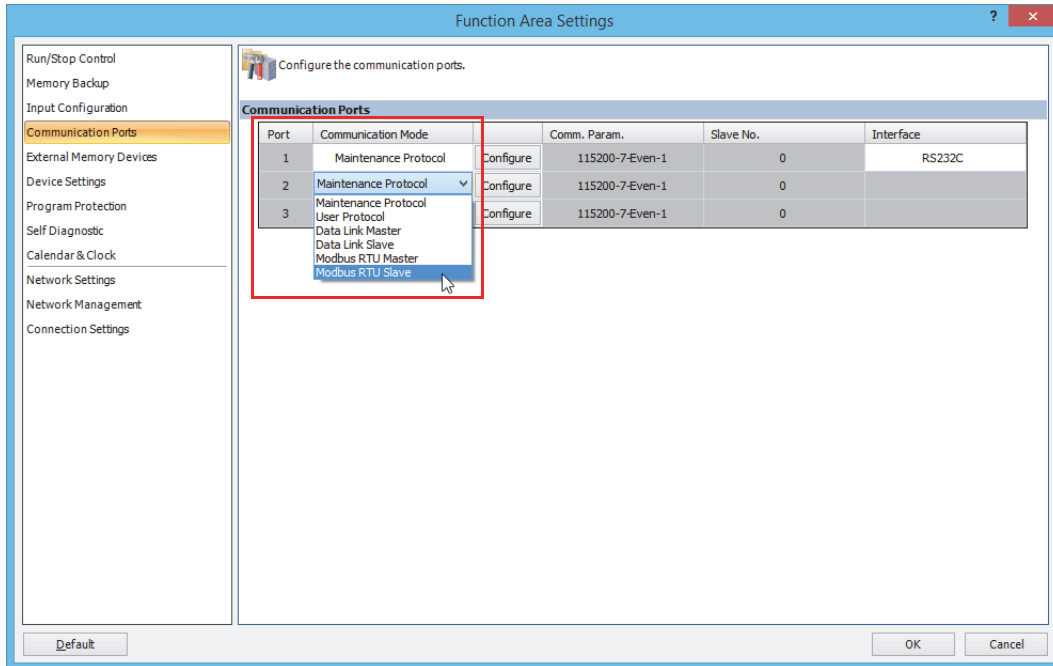 Function Area Settings
?
Run/Stop Control
Memory Backup
Input Configuration
Communication Ports
External Memory Devices
Device Settings
Program Protection
Self Diagnostic
Calendar & Clock
Network Settings
Network Management
Connection Settings
Configure the communication ports.
Communication Ports
Port Communication Mode Comm. Param. Slave No. Interface
1 Maintenance Protocol Configure 115200-7-Even-1 0 RS232C
2 Maintenance Protocol Configure 115200-7-Even-1 0
3 Configure 115200-7-Even-1 0
Maintenance Protocol
User Protocol
Data Link Master
Data Link Slave
Modbus RTU Master
Modbus RTU Slave
Default OK Cancel